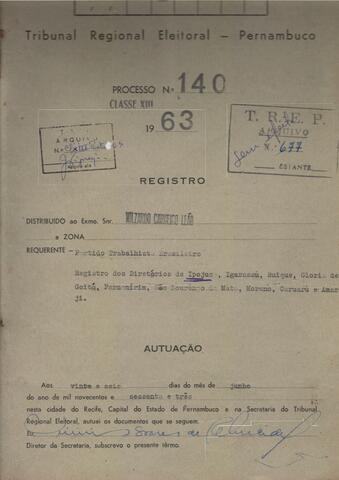 Tribunal Regional Eleitoral — Pernambuco
PROCESSO N.º 140
CLASSE XIII
1963
ARQUIVO
T. R. E. P.
ARQUIVO
N.º 677
ESTANTE
REGISTRO
DISTRIBUIDO ao Exmo. Snr.
a ZONA
REQUERENTE: - Partido Trabalhista Brasileiro
Registro dos Diretórios de Ipojuca, Igarassú, Buique, Gloria de
Goitá, Parnamirim, São Lourenço da Mata, Moreno, Caruarú e Amar
ji.
AUTUAÇÃO
Aos vinte e seis dias do mês de junho
do ano de mil novecentos e sessenta e três
nesta cidade do Recife, Capital do Estado de Pernambuco e na Secretaria do Tribunal
Regional Eleitoral, autuei os documentos que se seguem.
Eu
Diretor da Secretaria, subscrevo o presente têrmo.